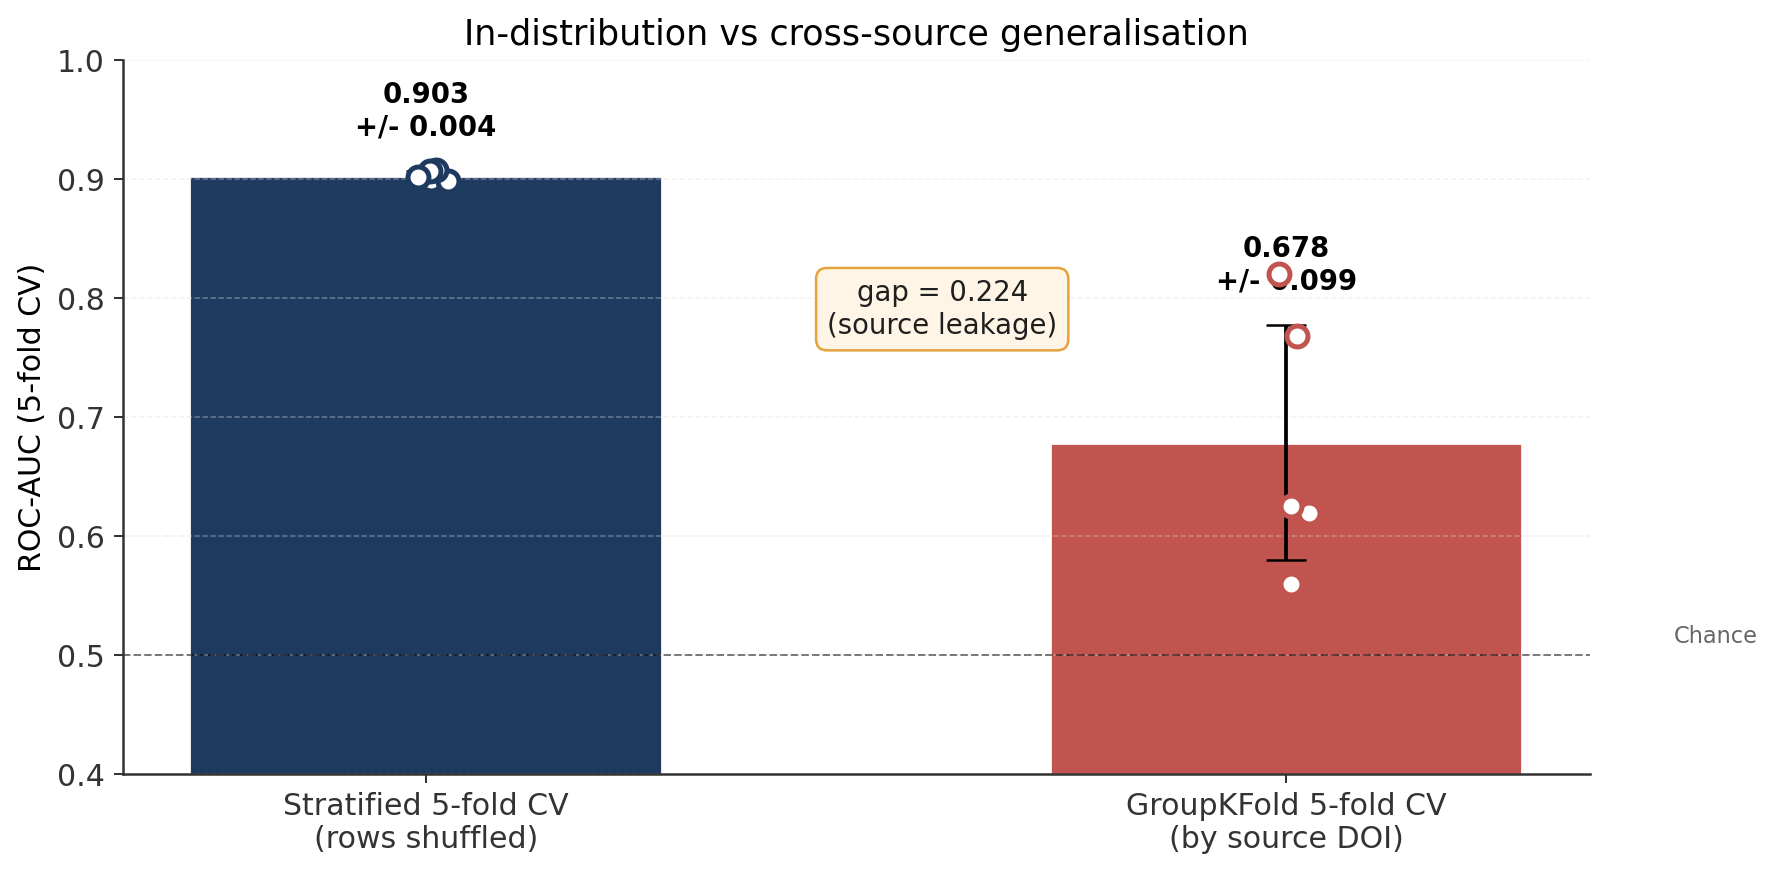 In-distribution vs cross-source generalisation
ROC-AUC (5-fold CV)
1.0
0.9
0.8
0.7
0.6
0.5
0.4
0.903
+/- 0.004
gap = 0.224
(source leakage)
0.678
+/- 0.099
Chance
Stratified 5-fold CV
(rows shuffled)
GroupKFold 5-fold CV
(by source DOI)